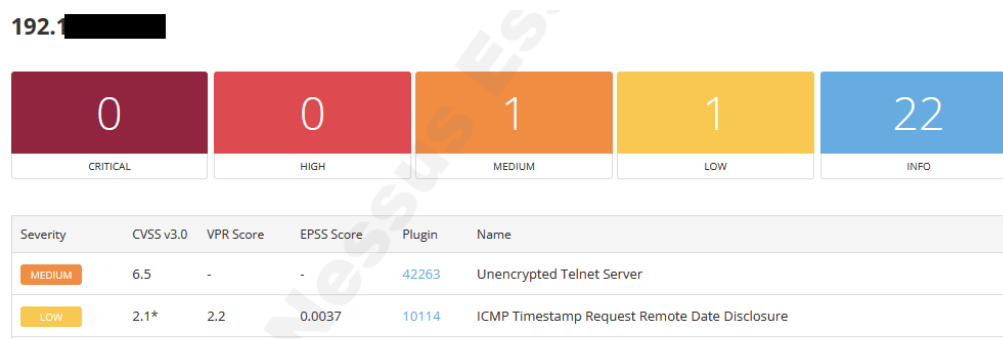 192.1
0
0
1
1
22
CRITICAL
HIGH
MEDIUM
LOW
INFO
Severity CVSS v3.0 VPR Score EPSS Score Plugin Name
MEDIUM 6.5 - - 42263 Unencrypted Telnet Server
LOW 2.1* 2.2 0.0037 10114 ICMP Timestamp Request Remote Date Disclosure
Nessus Es